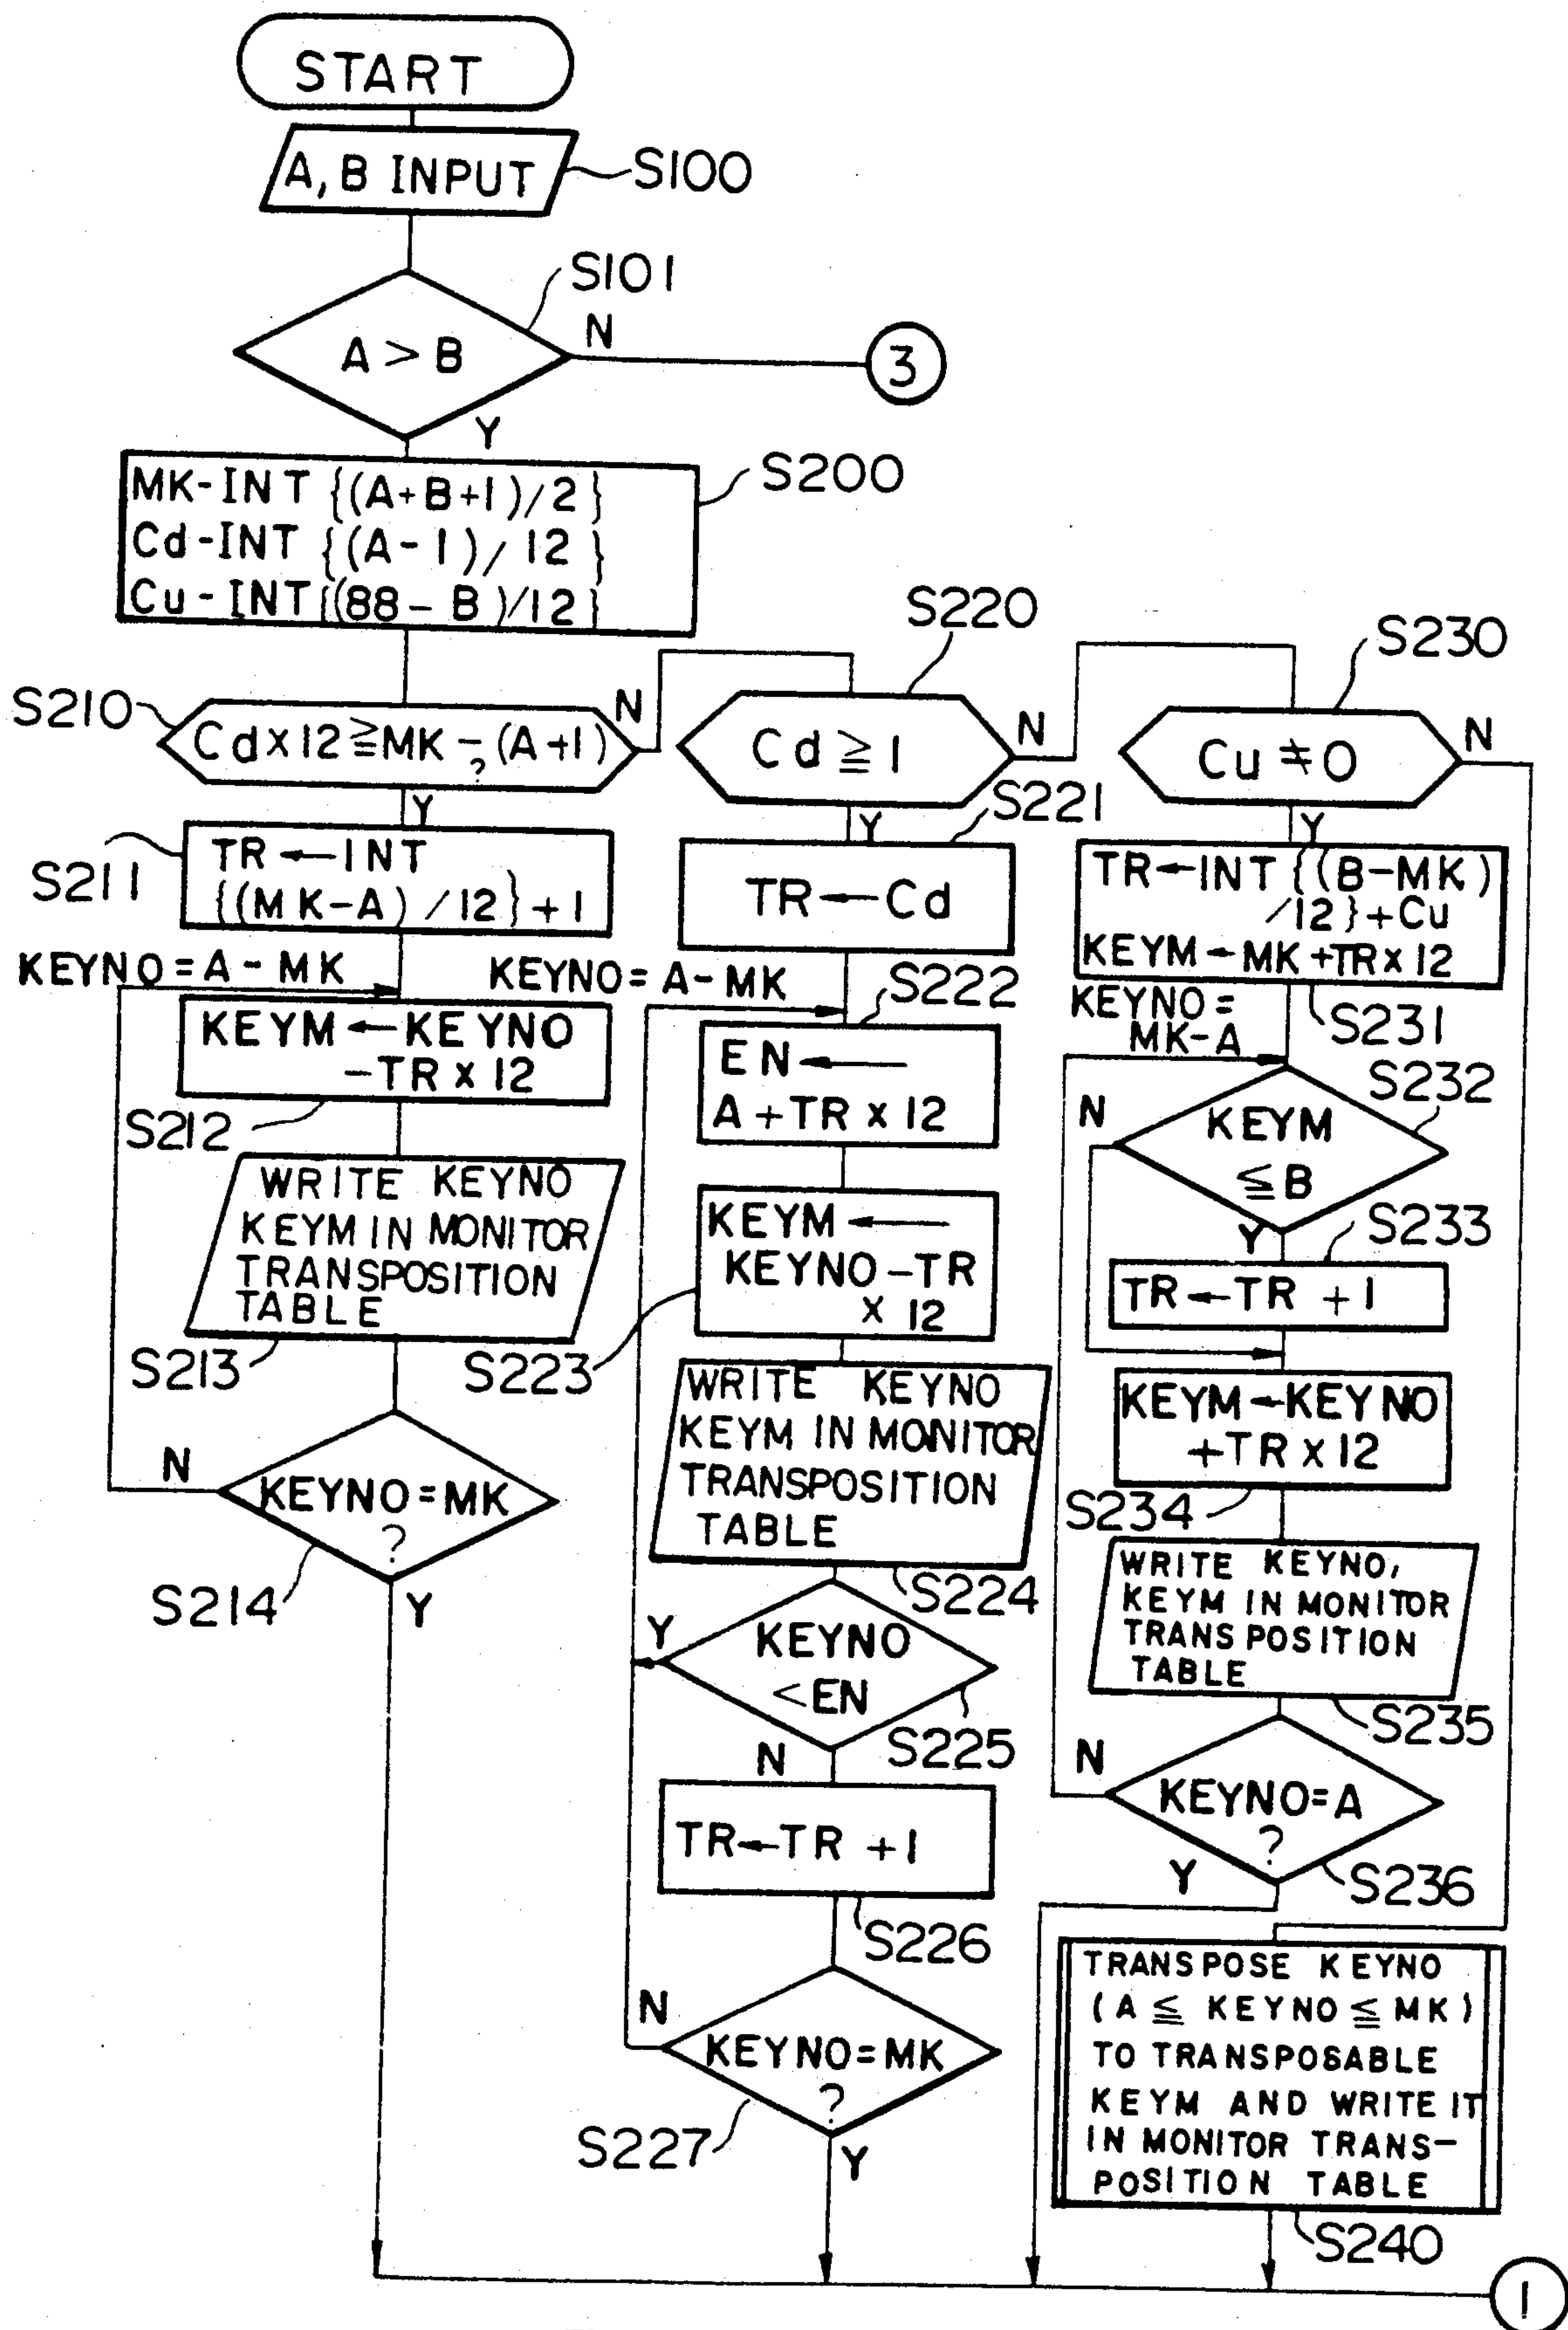 START
A, B INPUT
S100
S101
A > B
N
3
Y
S200
MK-INT {(A+B+1)/2}
Cd-INT {(A-1)/12}
Cu-INT {(88-B)/12}
S210
Cd×12≧MK-(A+1)
?
N
Y
S211
TR←INT
{(MK-A)/12}+1
KEYNO=A-MK
KEYM←KEYNO
-TR×12
S212
WRITE KEYNO
KEYM IN MONITOR
TRANSPOSITION
TABLE
S213
N
KEYNO=MK
?
S214
Y
S220
Cd≧1
N
Y
S221
TR←Cd
KEYNO=A-MK
S222
EN←
A+TR×12
KEYM←
KEYNO-TR
×12
S223
WRITE KEYNO
KEYM IN MONITOR
TRANSPOSITION
TABLE
S224
Y
KEYNO
<EN
S225
N
TR←TR+1
S226
N
KEYNO=MK
?
S227
Y
S230
Cu≠0
N
Y
TR←INT{(B-MK)
/12}+Cu
KEYM←MK+TR×12
S231
KEYNO=
MK-A
S232
N
KEYM
≦B
Y
S233
TR←TR+1
KEYM←KEYNO
+TR×12
S234
WRITE KEYNO,
KEYM IN MONITOR
TRANSPOSITION
TABLE
S235
N
KEYNO=A
?
S236
Y
TRANSPOSE KEYNO
(A≦KEYNO≦MK)
TO TRANSPOSABLE
KEYM AND WRITE IT
IN MONITOR TRANS-
POSITION TABLE
S240
1